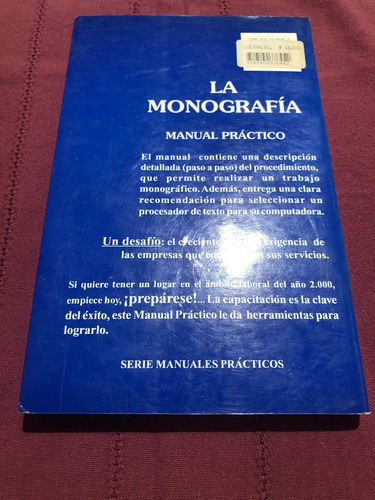 LA
MONOGRAFÍA
MANUAL PRÁCTICO
El manual contiene una descripción
detallada (paso a paso) del procedimiento,
que permite realizar un trabajo
monográfico. Además, entrega una clara
recomendación para seleccionar un
procesador de texto para su computadora.
Un desafío: el creciente exigencia de
las empresas que sus servicios.
Si quiere tener un lugar en el ámbito laboral del año 2.000,
empiece hoy, ¡prepárese!... La capacitación es la clave
del éxito, este Manual Práctico le da herramientas para
lograrlo.
SERIE MANUALES PRÁCTICOS